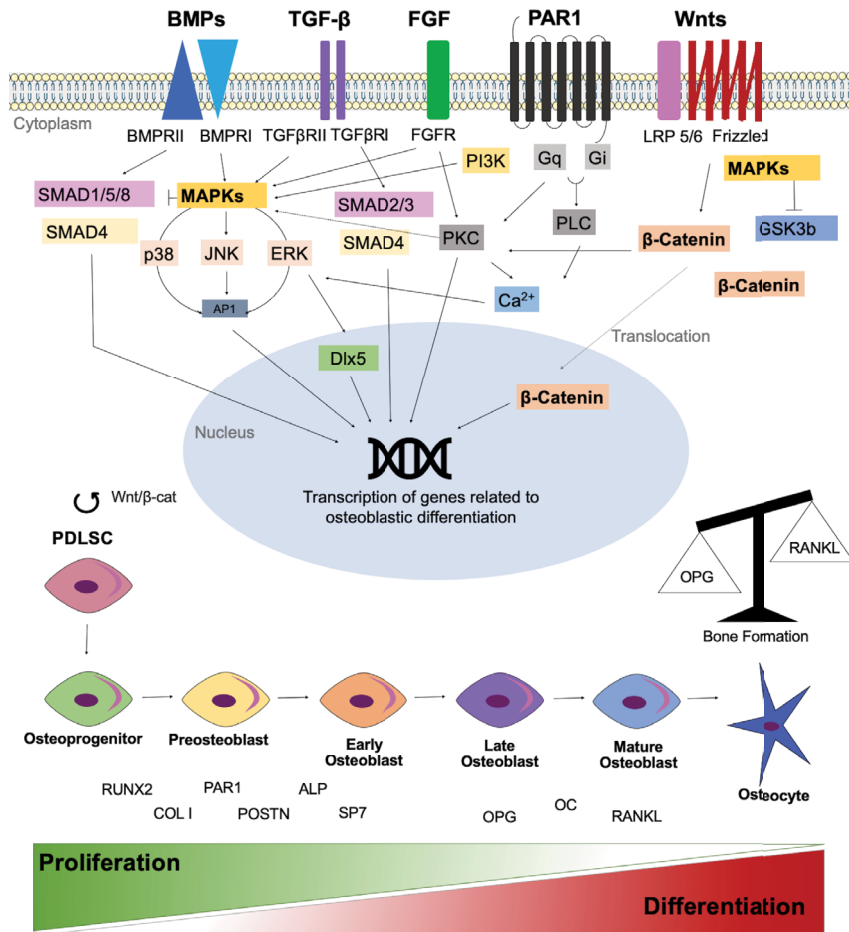 BMPs TGF-β FGF PAR1 Wnts
Cytoplasm
BMPRII BMPRI TGFβRII TGFβRI FGFR LRP 5/6 Frizzled
PI3K Gq Gi MAPKs
SMAD1/5/8 MAPKs SMAD2/3
SMAD4 SMAD4 PKC PLC β-Catenin GSK3b
p38 JNK ERK
β-Catenin
AP1 Ca2+
Translocation
Dlx5
β-Catenin
Nucleus
Transcription of genes related to
osteoblastic differentiation
Wnt/β-cat
PDLSC
OPG RANKL
Bone Formation
Osteoprogenitor Preosteoblast Early Late Mature
Osteoblast Osteoblast Osteoblast
Osteocyte
RUNX2 PAR1 ALP
COL I POSTN SP7 OPG OC RANKL
Proliferation
Differentiation